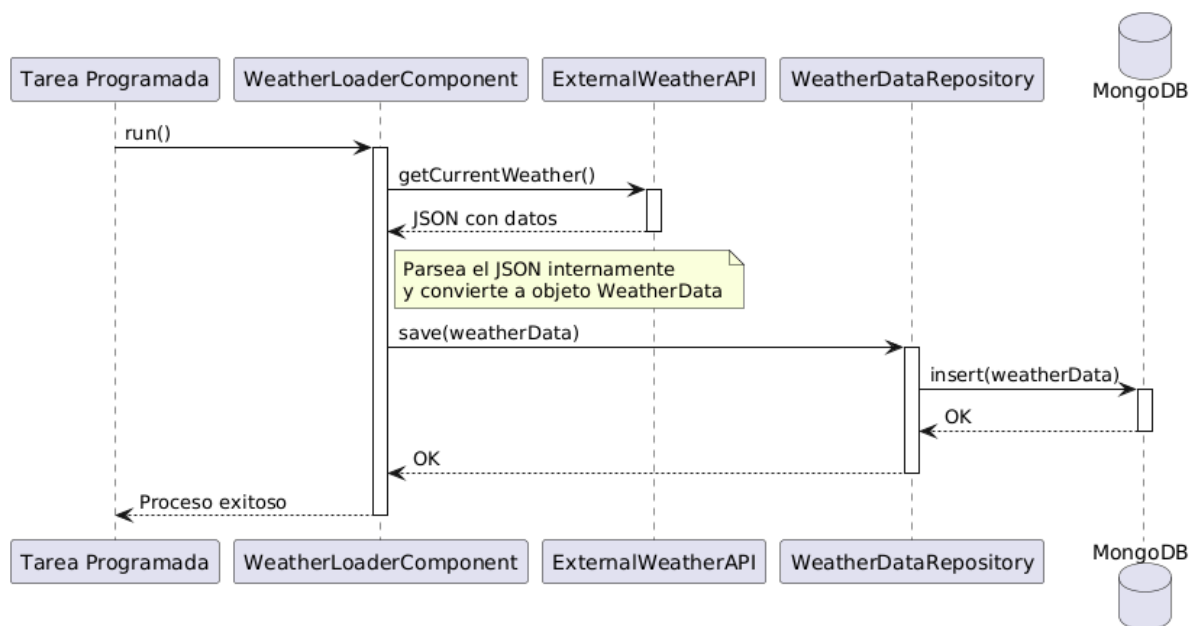 Tarea Programada
WeatherLoaderComponent
ExternalWeatherAPI
WeatherDataRepository
MongoDB
run()
getCurrentWeather()
JSON con datos
Parsea el JSON internamente
y convierte a objeto WeatherData
save(weatherData)
insert(weatherData)
OK
OK
Proceso exitoso
Tarea Programada
WeatherLoaderComponent
ExternalWeatherAPI
WeatherDataRepository
MongoDB